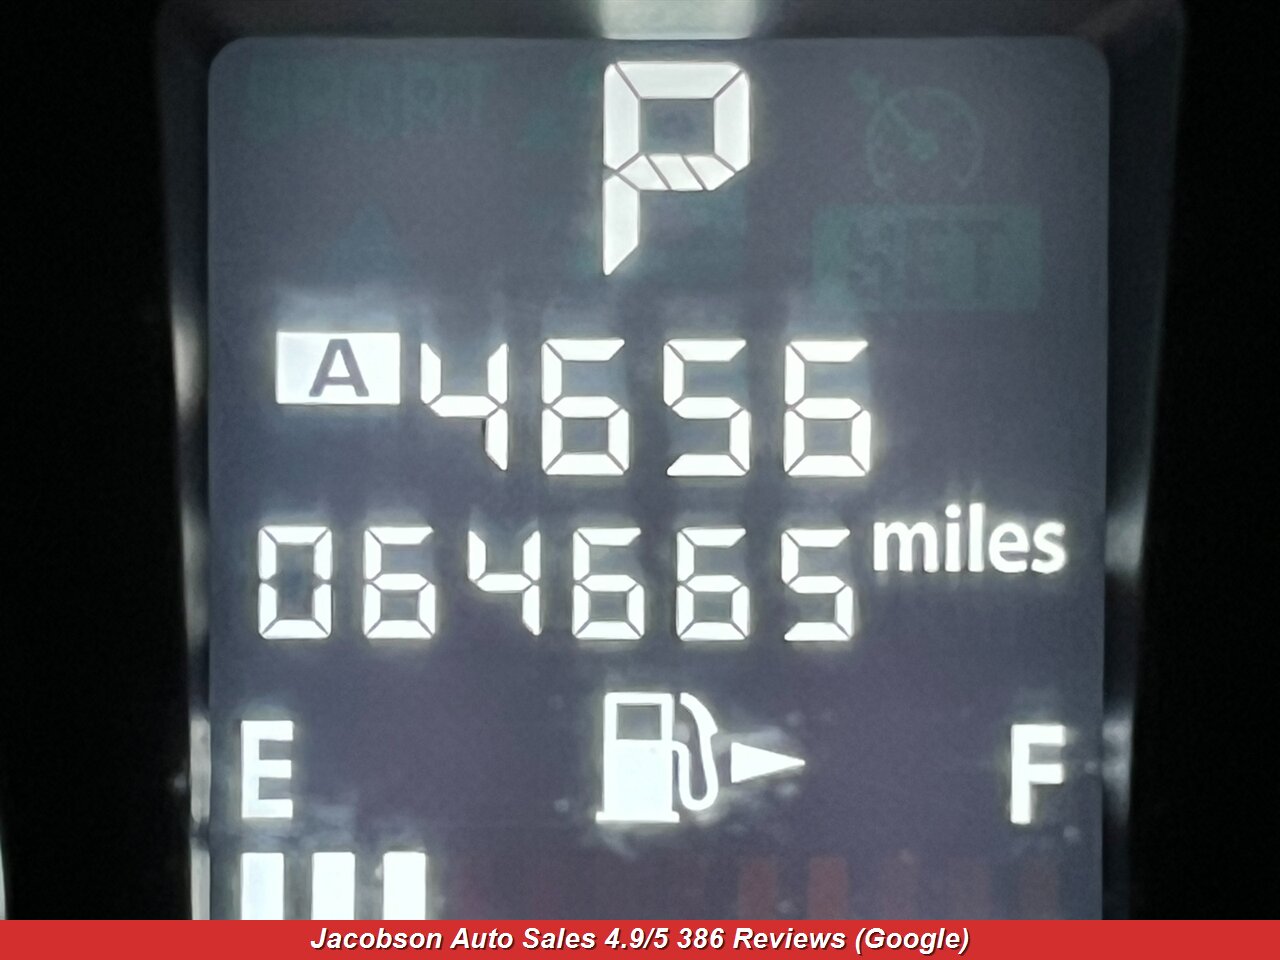 P
A 4656
064665 miles
E F
Jacobson Auto Sales 4.9/5 386 Reviews (Google)